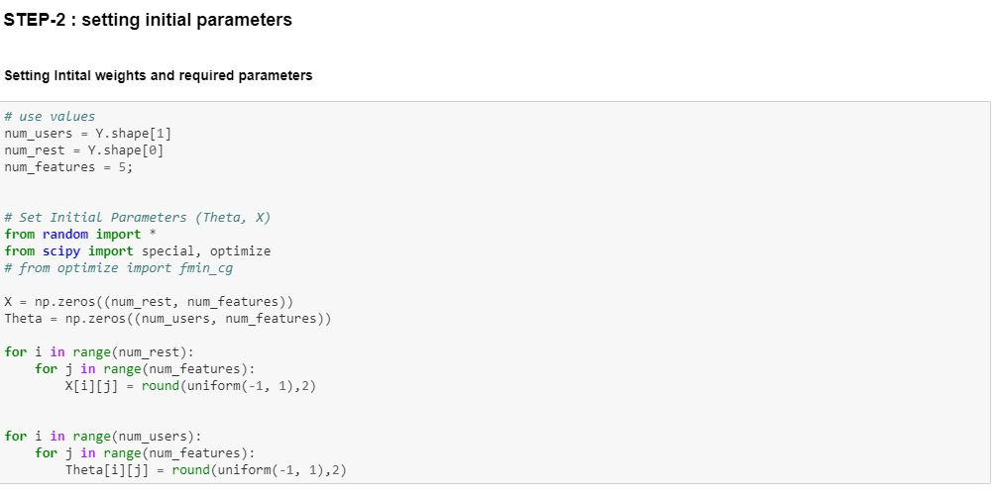 STEP-2 : setting initial parameters
Setting Intital weights and required parameters
# use values
num_users = Y.shape[1]
num_rest = Y.shape[0]
num_features = 5;
# Set Initial Parameters (Theta, X)
from random import *
from scipy import special, optimize
# from optimize import fmin_cg
X = np.zeros((num_rest, num_features))
Theta = np.zeros((num_users, num_features))
for i in range(num_rest):
    for j in range(num_features):
        X[i][j] = round(uniform(-1, 1),2)
for i in range(num_users):
    for j in range(num_features):
        Theta[i][j] = round(uniform(-1, 1),2)